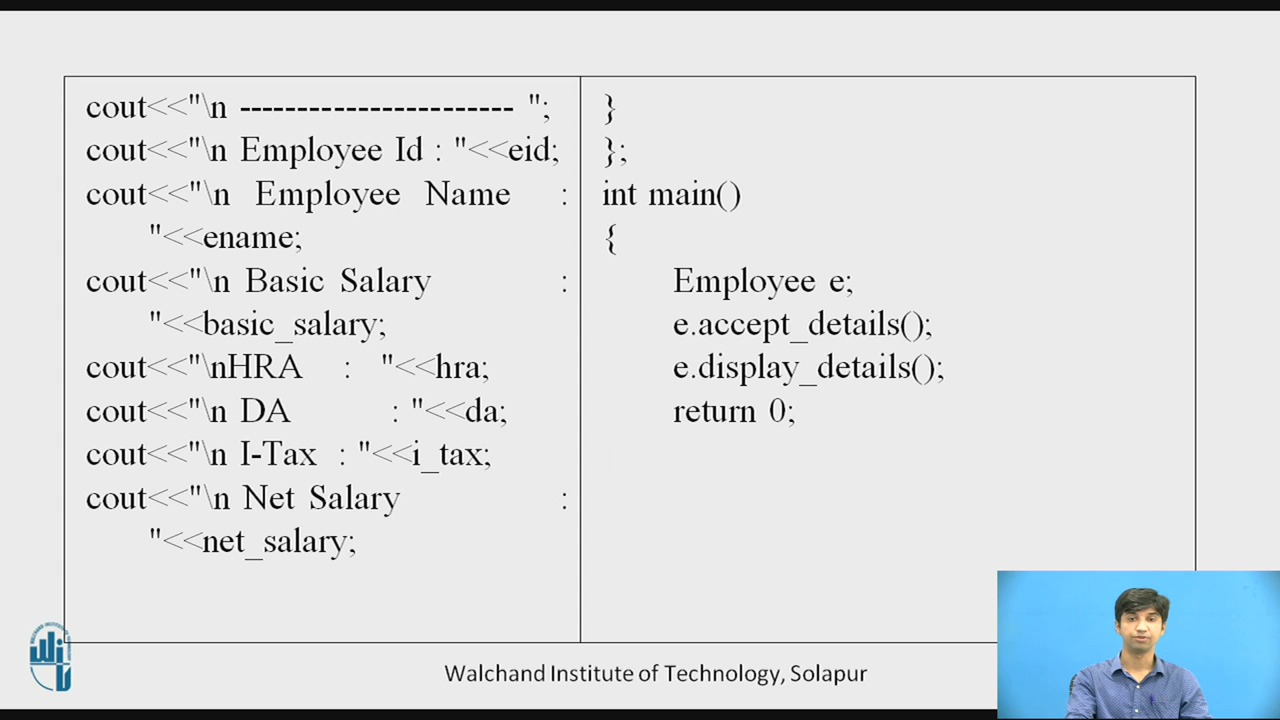 cout<<"\n ------------------------ ";
cout<<"\n Employee Id : "<<eid;
cout<<"\n Employee Name :
"<<ename;
cout<<"\n Basic Salary :
"<<basic_salary;
cout<<"\nHRA : "<<hra;
cout<<"\n DA :"<<da;
cout<<"\n I-Tax : "<<i_tax;
cout<<"\n Net Salary :
"<<net_salary;
}
};
int main()
{
Employee e;
e.accept_details();
e.display_details();
return 0;
Walchand Institute of Technology, Solapur